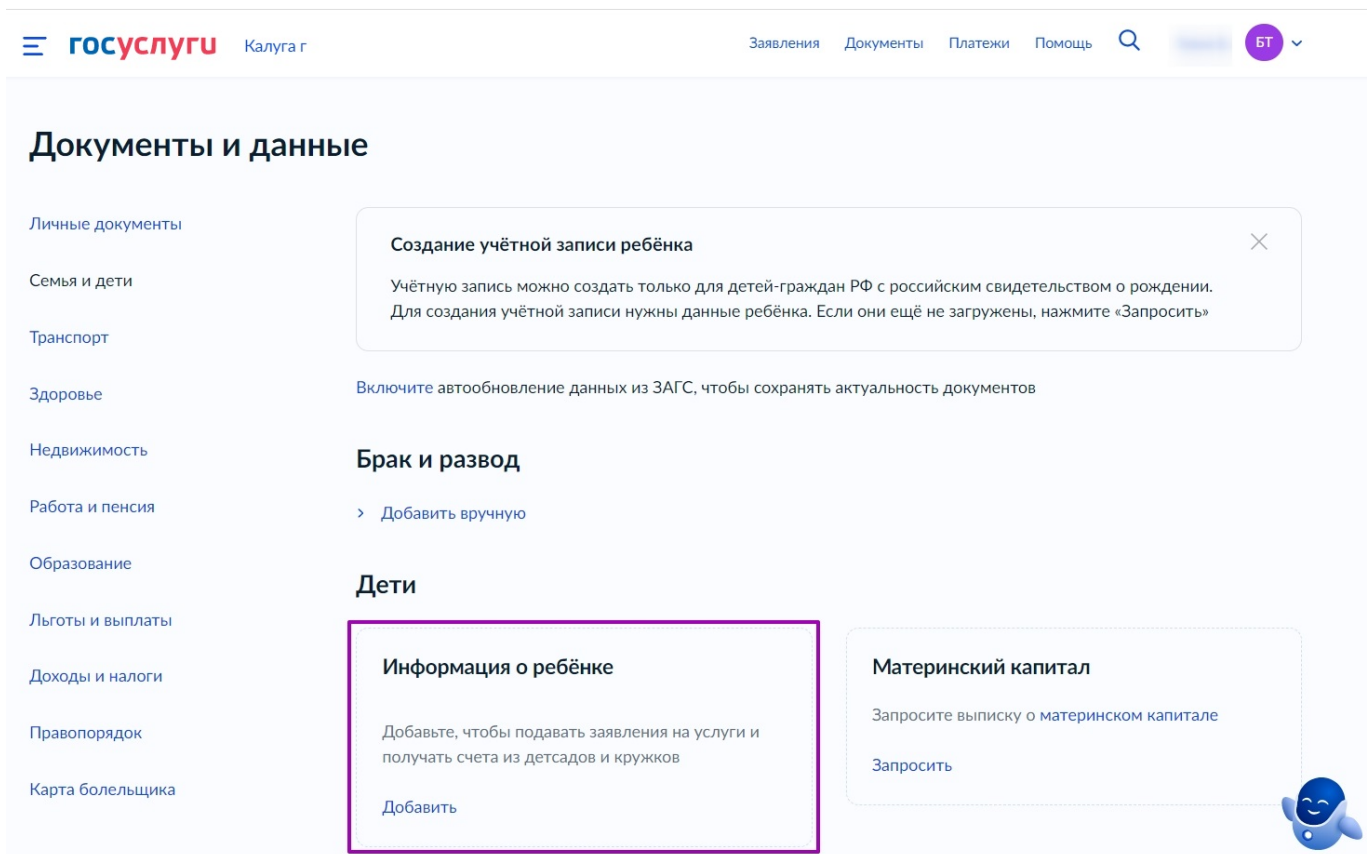 госуслуги Калуга г Заявления Документы Платежи Помощь БТ
Документы и данные
Личные документы
Семья и дети
Транспорт
Здоровье
Недвижимость
Работа и пенсия
Образование
Льготы и выплаты
Доходы и налоги
Правопорядок
Карта болельщика
Создание учётной записи ребёнка
Учётную запись можно создать только для детей-граждан РФ с российским свидетельством о рождении.
Для создания учётной записи нужны данные ребёнка. Если они ещё не загружены, нажмите «Запросить»
Включите автообновление данных из ЗАГС, чтобы сохранять актуальность документов
Брак и развод
Добавить вручную
Дети
Информация о ребёнке
Добавьте, чтобы подавать заявления на услуги и
получать счета из детсадов и кружков
Добавить
Материнский капитал
Запросите выписку о материнском капитале
Запросить